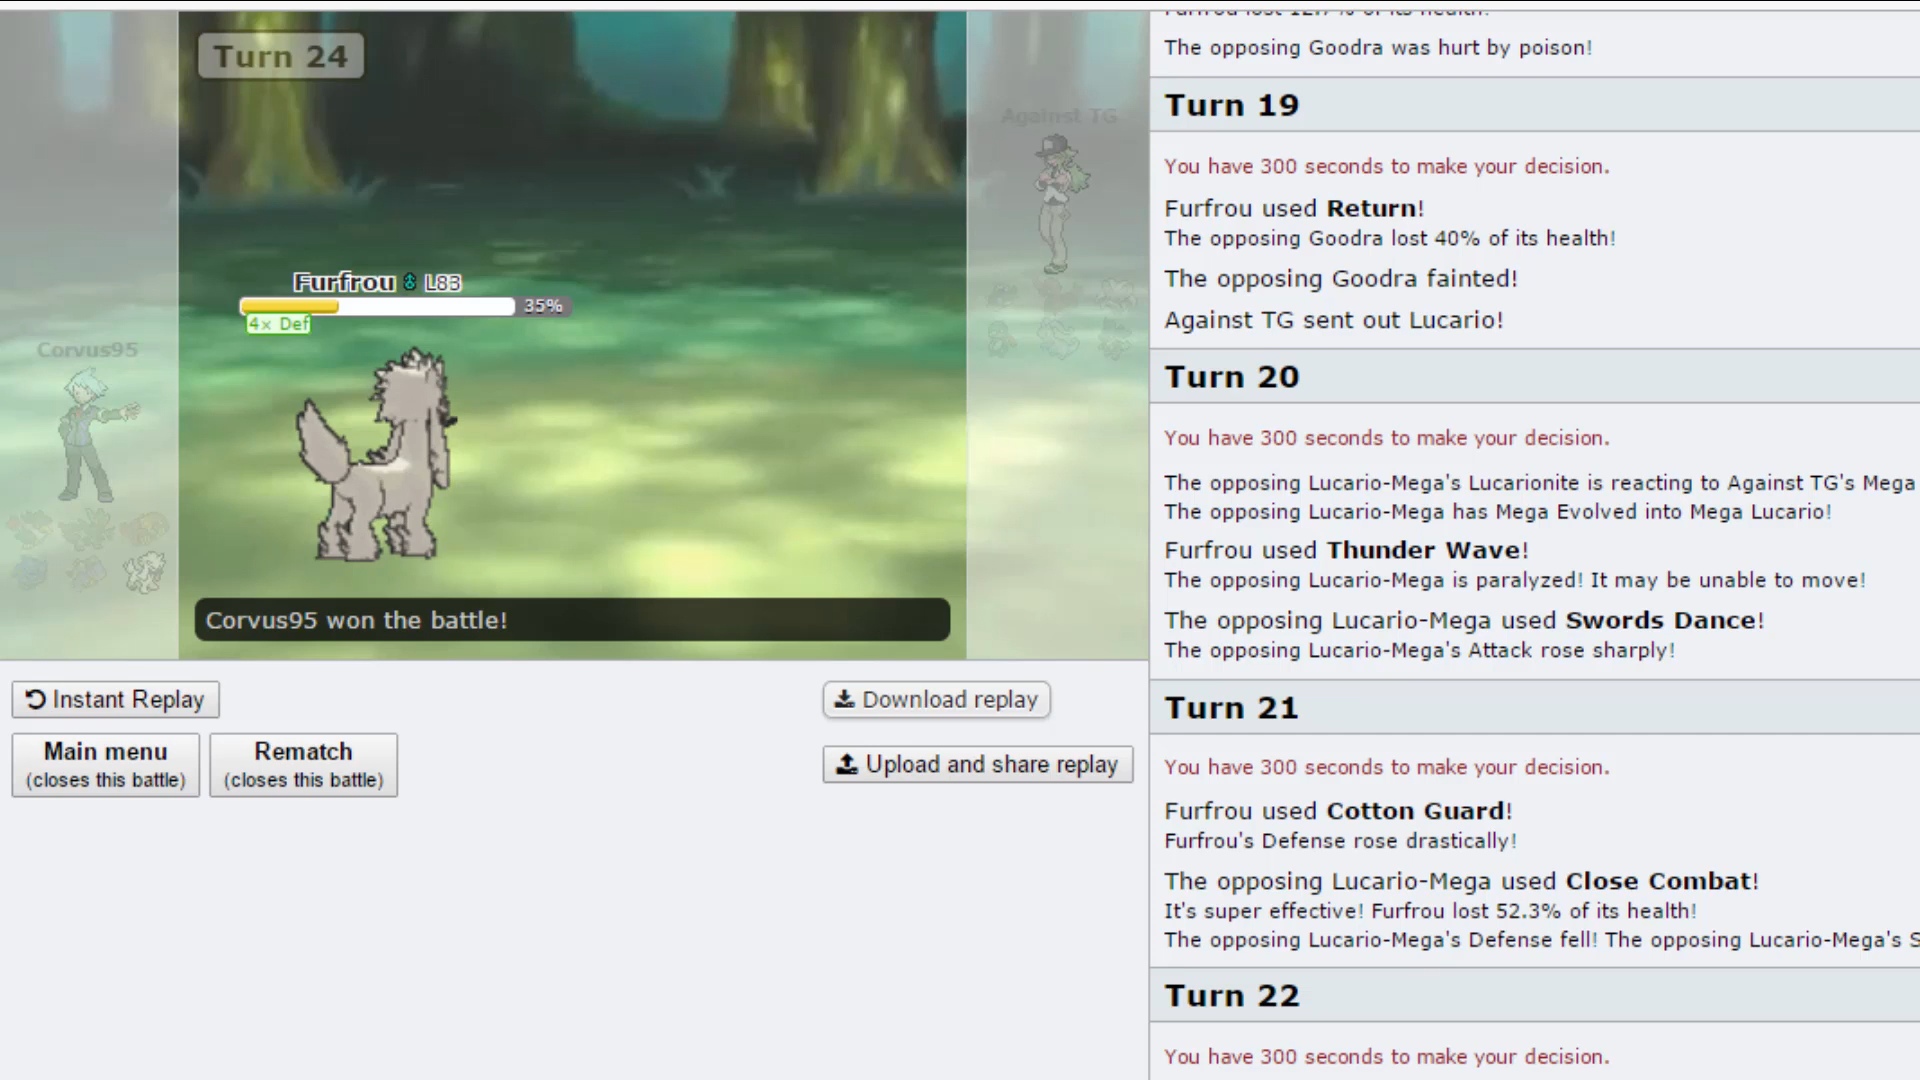 Furfrou lost 12.7% of its health!
The opposing Goodra was hurt by poison!
Turn 24
Against TG
Turn 19
You have 300 seconds to make your decision.
Furfrou used Return!
The opposing Goodra lost 40% of its health!
The opposing Goodra fainted!
Against TG sent out Lucario!
Furfrou L83
35%
4× Def
Corvus95
Turn 20
You have 300 seconds to make your decision.
The opposing Lucario-Mega's Lucarionite is reacting to Against TG's Mega
The opposing Lucario-Mega has Mega Evolved into Mega Lucario!
Furfrou used Thunder Wave!
The opposing Lucario-Mega is paralyzed! It may be unable to move!
The opposing Lucario-Mega used Swords Dance!
The opposing Lucario-Mega's Attack rose sharply!
Corvus95 won the battle!
Instant Replay
Download replay
Main menu
(closes this battle)
Rematch
(closes this battle)
Upload and share replay
Turn 21
You have 300 seconds to make your decision.
Furfrou used Cotton Guard!
Furfrou's Defense rose drastically!
The opposing Lucario-Mega used Close Combat!
It's super effective! Furfrou lost 52.3% of its health!
The opposing Lucario-Mega's Defense fell! The opposing Lucario-Mega's S
Turn 22
You have 300 seconds to make your decision.